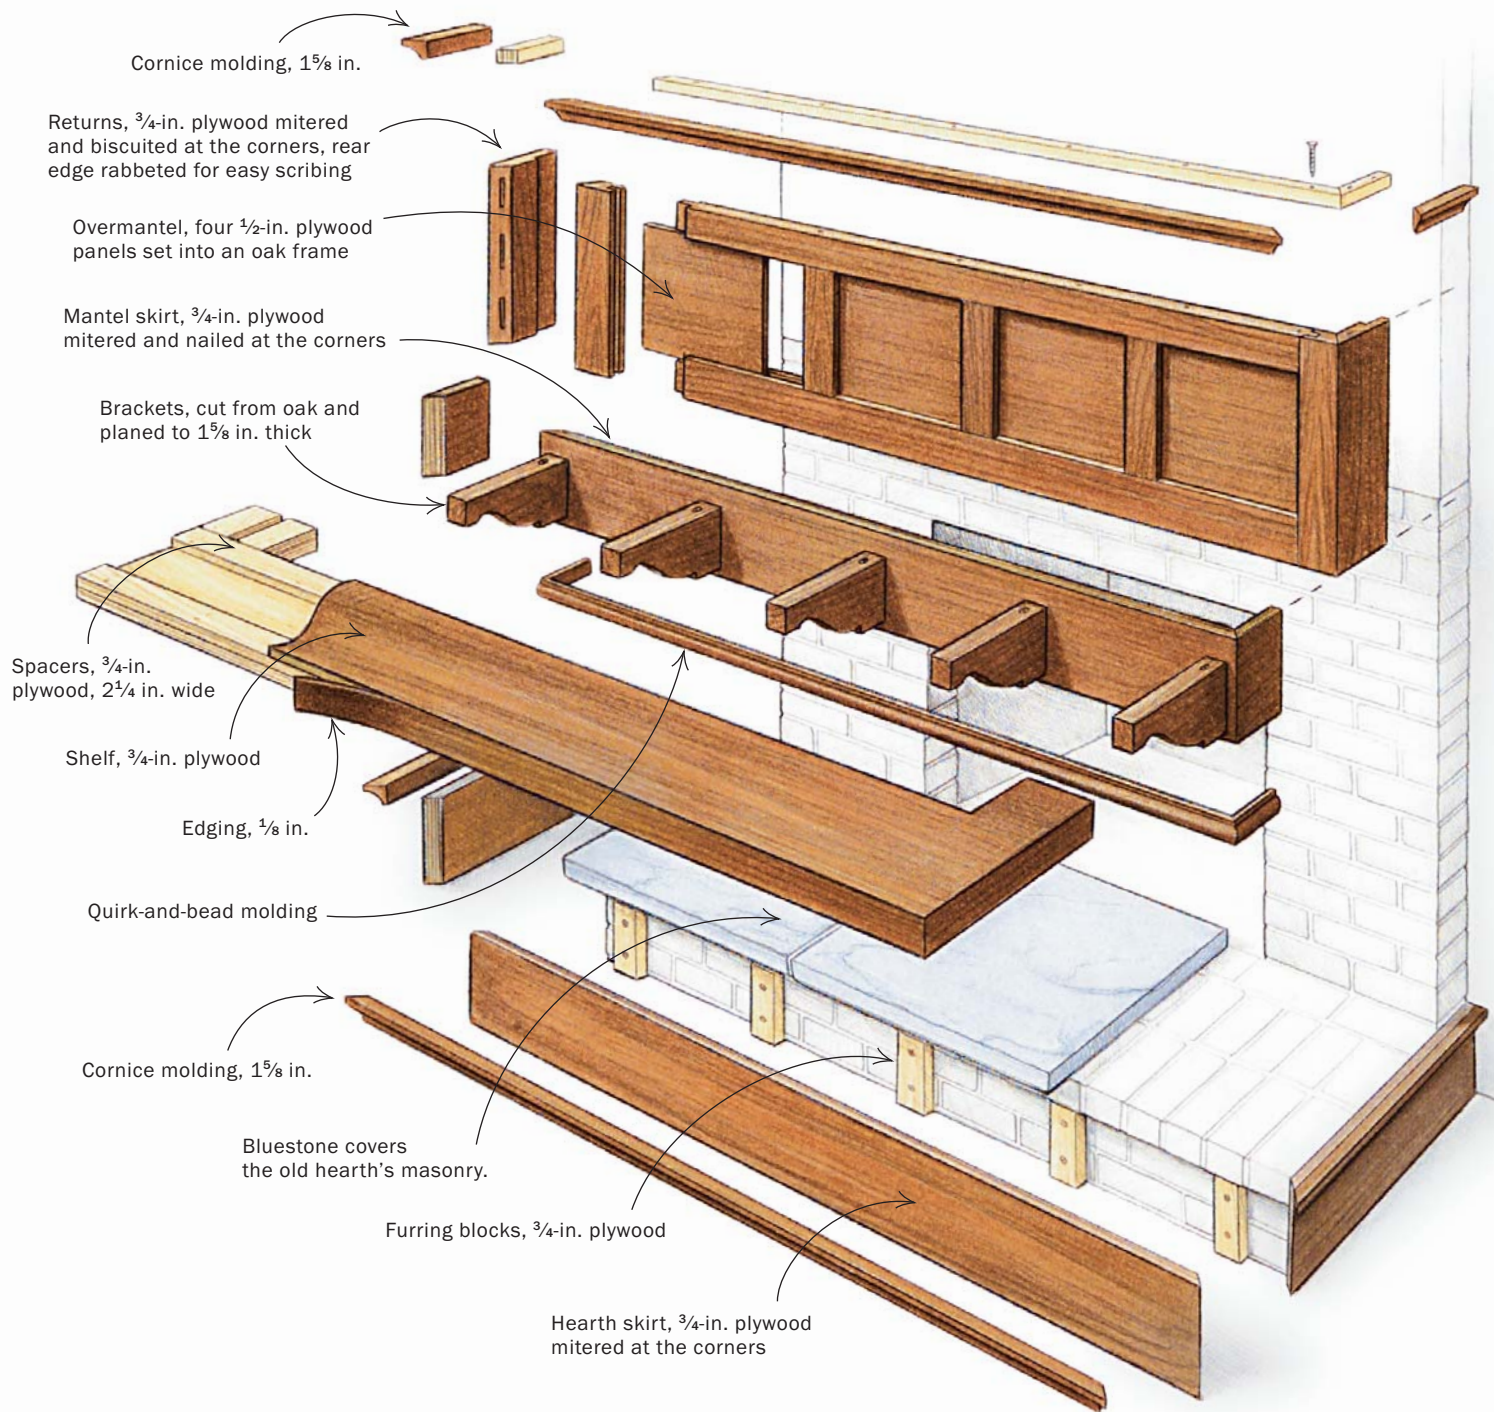 Cornice molding, 1⅝ in.
Returns, ¾-in. plywood mitered
and biscuited at the corners, rear
edge rabbeted for easy scribing
Overmantel, four ½-in. plywood
panels set into an oak frame
Mantel skirt, ¾-in. plywood
mitered and nailed at the corners
Brackets, cut from oak and
planed to 1⅝ in. thick
Spacers, ¾-in.
plywood, 2¼ in. wide
Shelf, ¾-in. plywood
Edging, ⅛ in.
Quirk-and-bead molding
Cornice molding, 1⅝ in.
Bluestone covers
the old hearth’s masonry.
Furring blocks, ¾-in. plywood
Hearth skirt, ¾-in. plywood
mitered at the corners